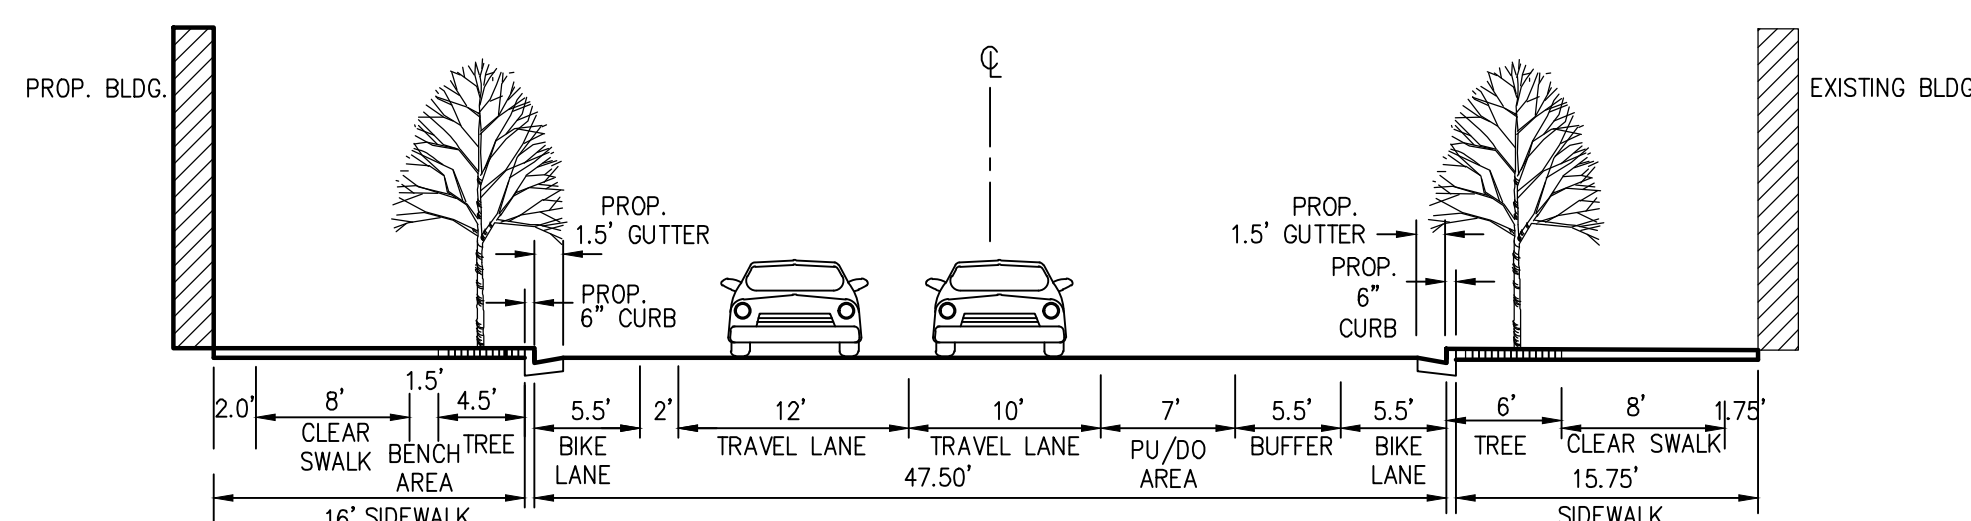 ℄
PROP. BLDG.
EXISTING BLDG
PROP.
1.5' GUTTER
PROP.
6" CURB
PROP.
1.5' GUTTER
PROP.
6"
CURB
2.0'
8'
CLEAR
SWALK
1.5'
BENCH
AREA
4.5'
TREE
5.5'
BIKE
LANE
2'
12'
TRAVEL LANE
10'
TRAVEL LANE
7'
PU/DO
AREA
5.5'
BUFFER
5.5'
BIKE
LANE
6'
TREE
8'
CLEAR SWALK
1.75'
16' SIDEWALK
47.50'
15.75'
SIDEWALK